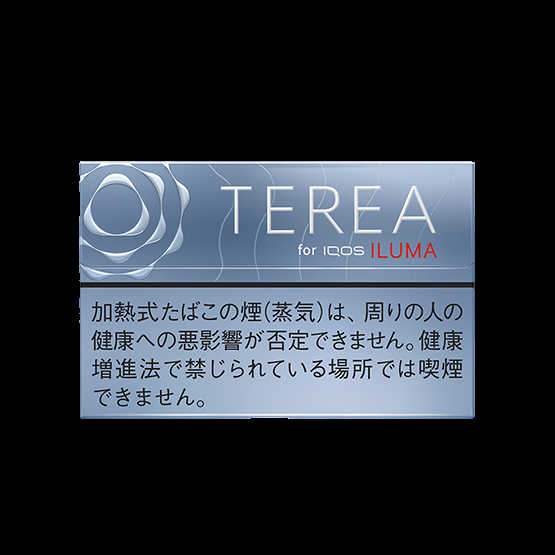 TEREA
for IQOS ILUMA
加熱式たばこの煙(蒸気)は、周りの人の
健康への悪影響が否定できません。健康
増進法で禁じられている場所では喫煙
できません。